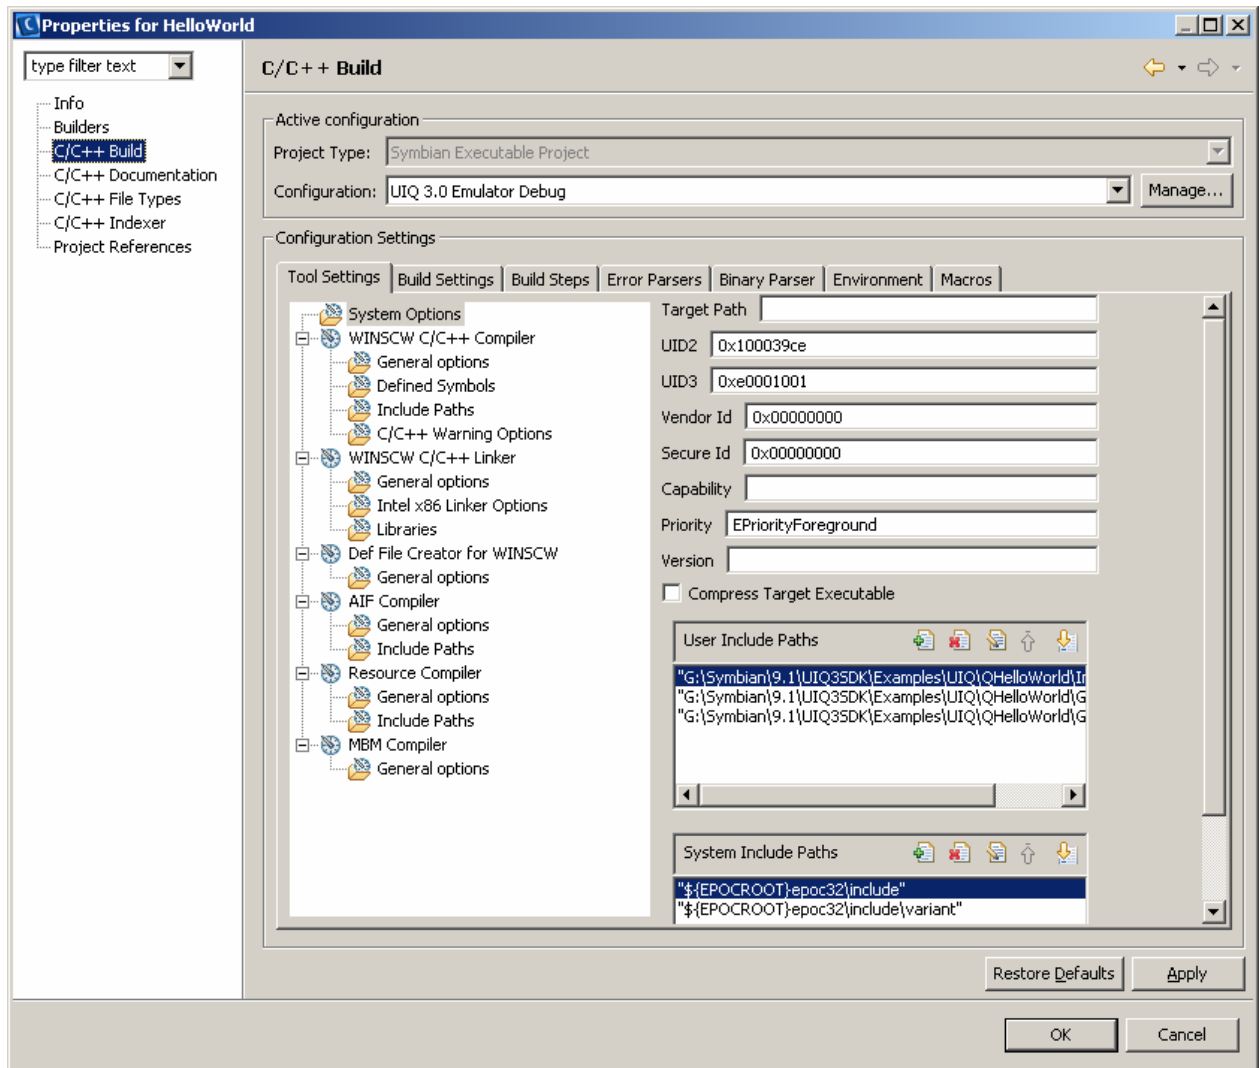 Properties for HelloWorld
type filter text
Info
Builders
C/C++ Build
C/C++ Documentation
C/C++ File Types
C/C++ Indexer
Project References
C/C++ Build
Active configuration
Project Type: Symbian Executable Project
Configuration: UIQ 3.0 Emulator Debug Manage...
Configuration Settings
Tool Settings Build Settings Build Steps Error Parsers Binary Parser Environment Macros
System Options
WINSCW C/C++ Compiler
General options
Defined Symbols
Include Paths
C/C++ Warning Options
WINSCW C/C++ Linker
General options
Intel x86 Linker Options
Libraries
Def File Creator for WINSCW
General options
AIF Compiler
General options
Include Paths
Resource Compiler
General options
Include Paths
MBM Compiler
General options
Target Path
UID2 0x100039ce
UID3 0xe0001001
Vendor Id 0x00000000
Secure Id 0x00000000
Capability
Priority EPriorityForeground
Version
Compress Target Executable
User Include Paths
"G:\Symbian\9.1\UIQ3SDK\Examples\UIQ\QHelloWorld\In
"G:\Symbian\9.1\UIQ3SDK\Examples\UIQ\QHelloWorld\G
"G:\Symbian\9.1\UIQ3SDK\Examples\UIQ\QHelloWorld\G
System Include Paths
"${EPOCROOT}epoc32\include"
"${EPOCROOT}epoc32\include\variant"
Restore Defaults Apply
OK Cancel